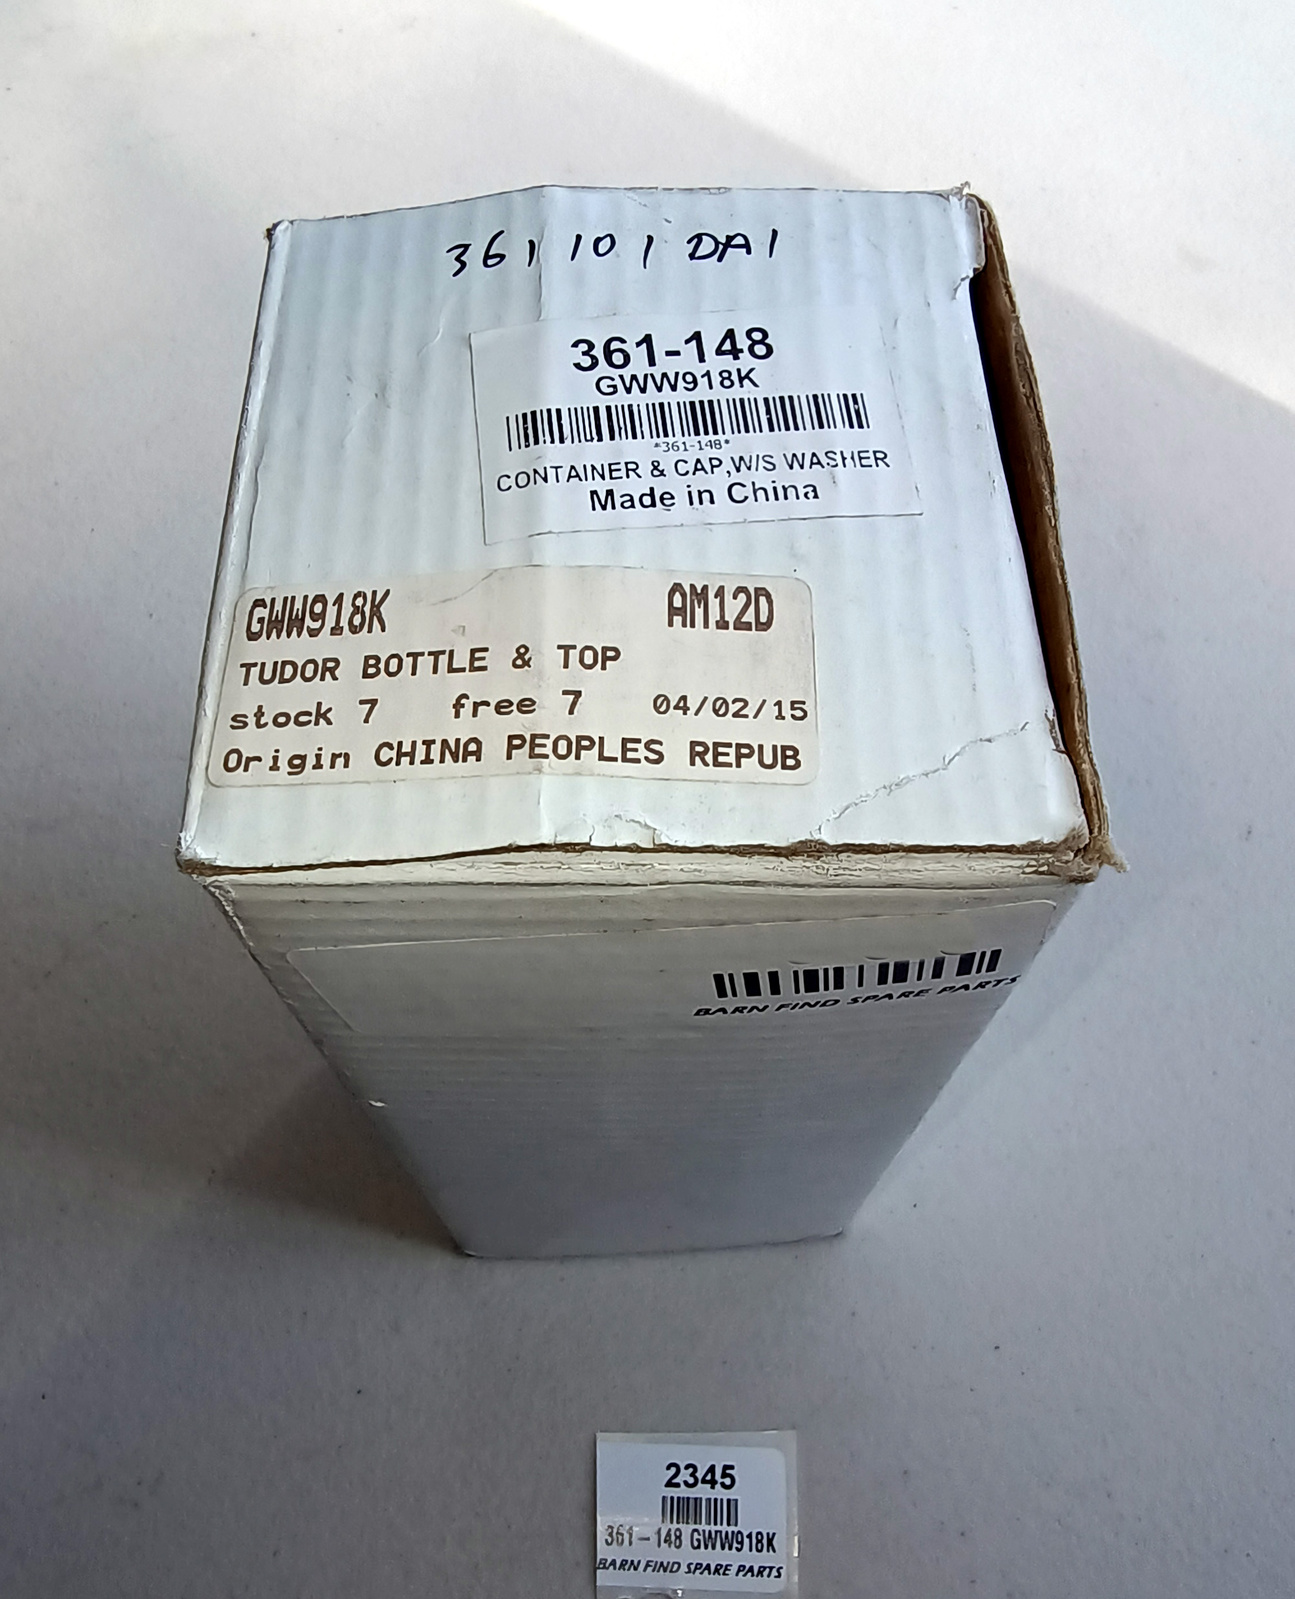 361 101 DA1
361-148
GWW918K
*361-148*
CONTAINER & CAP,W/S WASHER
Made in China
GWW918K AM12D
TUDOR BOTTLE & TOP
stock 7 free 7 04/02/15
Origin CHINA PEOPLES REPUB
BARN FIND SPARE PARTS
2345
361-148 GWW918K
BARN FIND SPARE PARTS